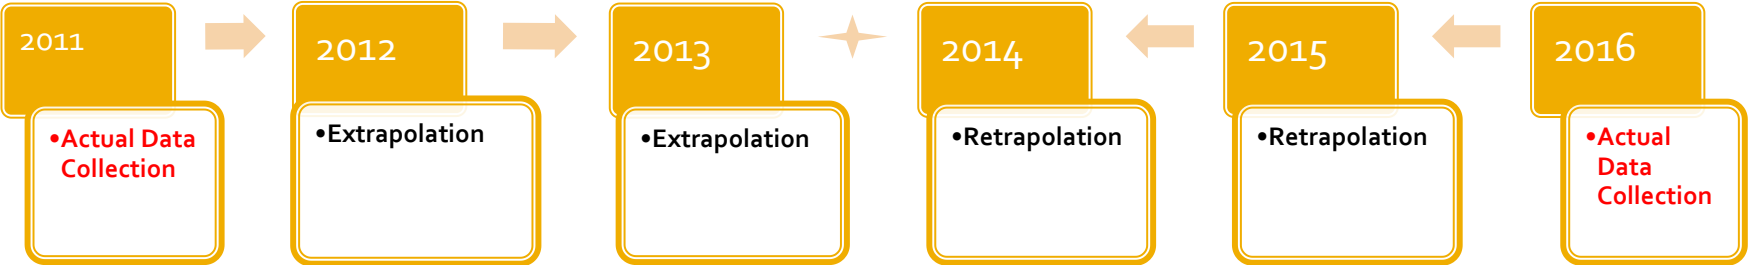 2011
•Actual Data
Collection
2012
•Extrapolation
2013
•Extrapolation
2014
•Retrapolation
2015
•Retrapolation
2016
•Actual
Data
Collection